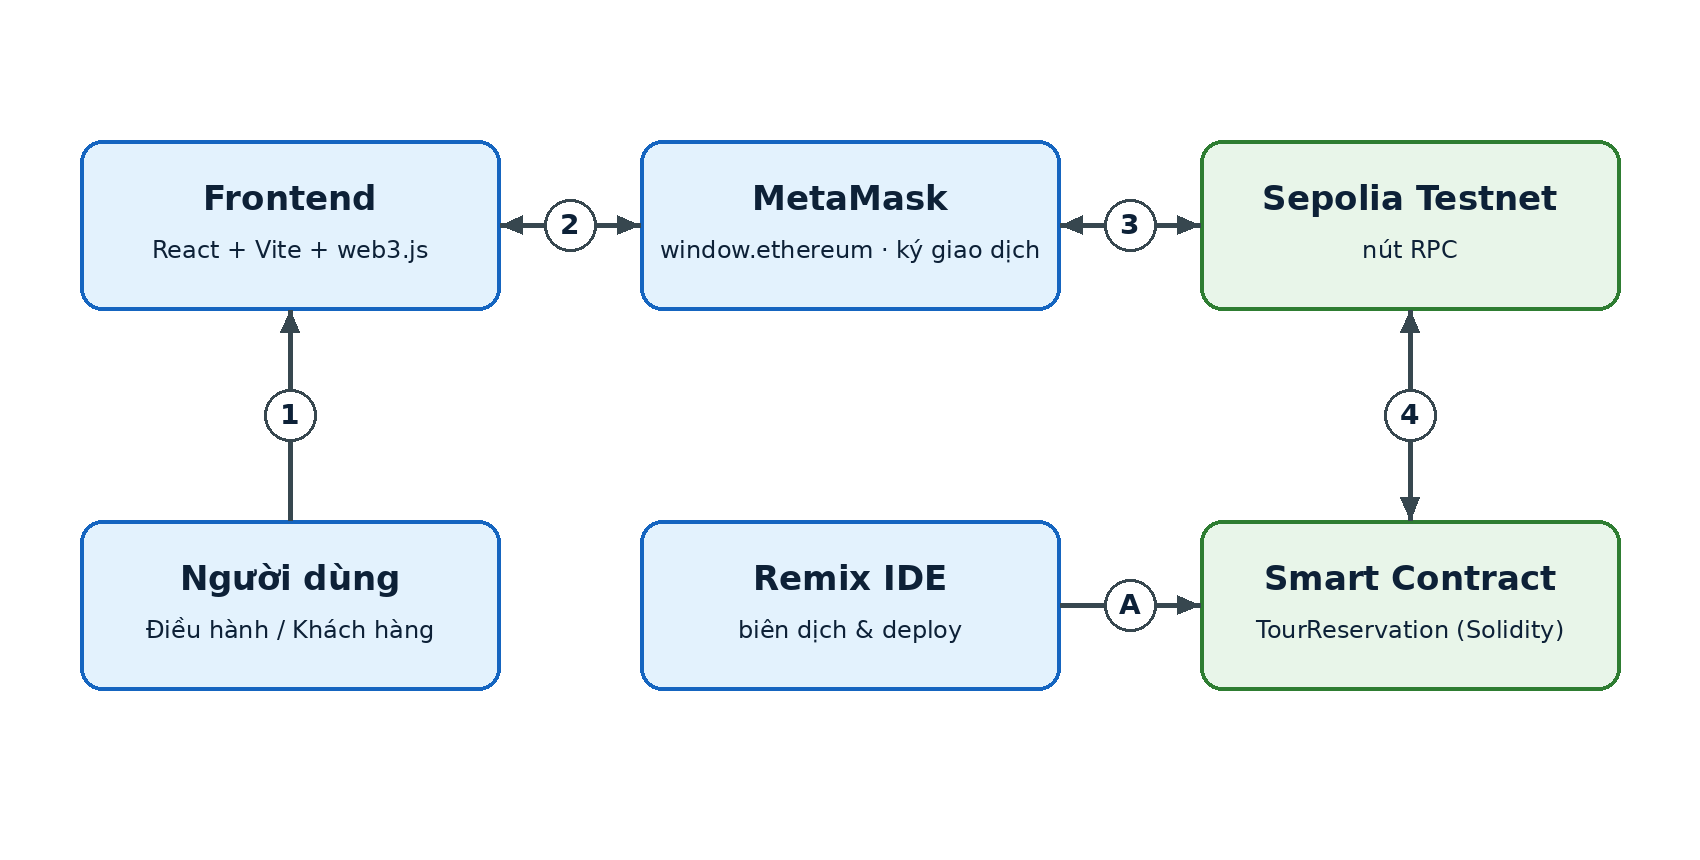 Frontend
React + Vite + web3.js
2
MetaMask
window.ethereum · ký giao dịch
3
Sepolia Testnet
nút RPC
1
4
Người dùng
Điều hành / Khách hàng
Remix IDE
biên dịch & deploy
A
Smart Contract
TourReservation (Solidity)